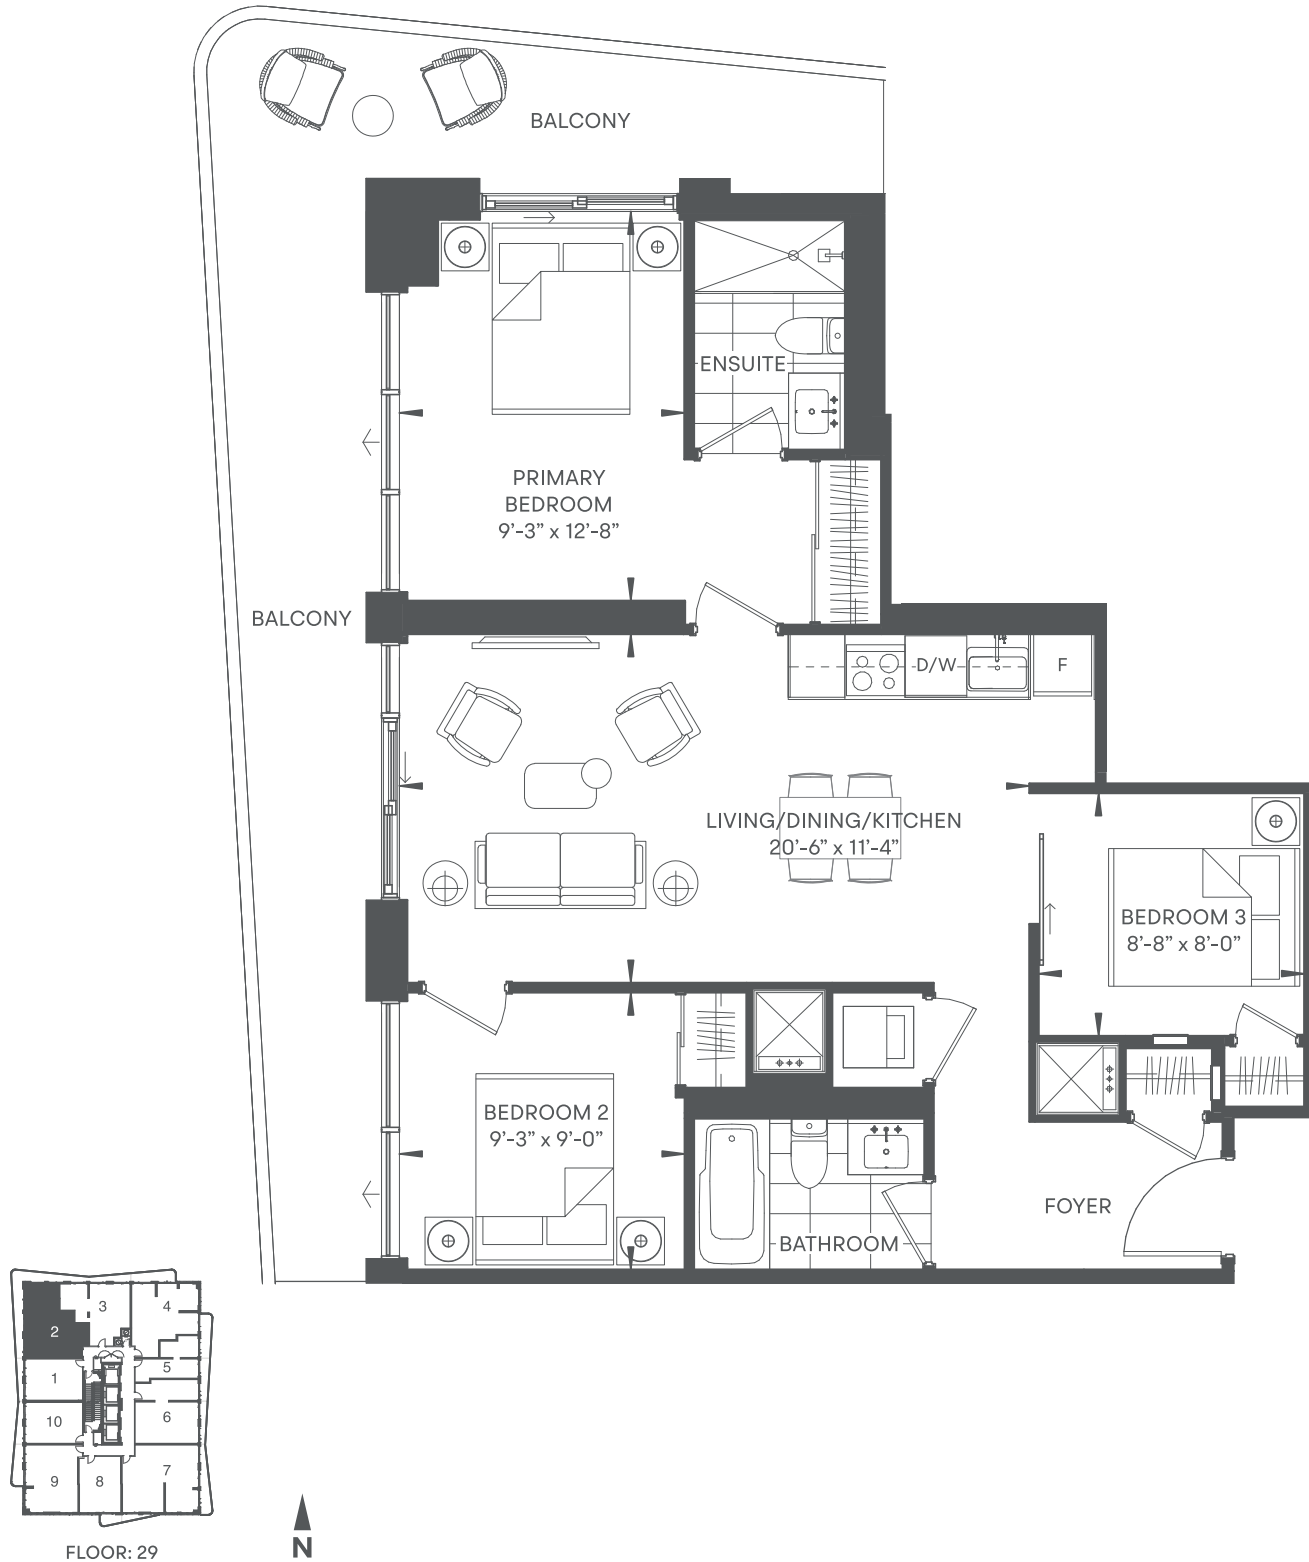 BALCONY
ENSUITE
PRIMARY
BEDROOM
9'-3" x 12'-8"
BALCONY
D/W
F
LIVING/DINING/KITCHEN
20'-6" x 11'-4"
BEDROOM 3
8'-8" x 8'-0"
BEDROOM 2
9'-3" x 9'-0"
FOYER
BATHROOM
3
4
2
5
1
6
10
7
9
8
N
FLOOR: 29